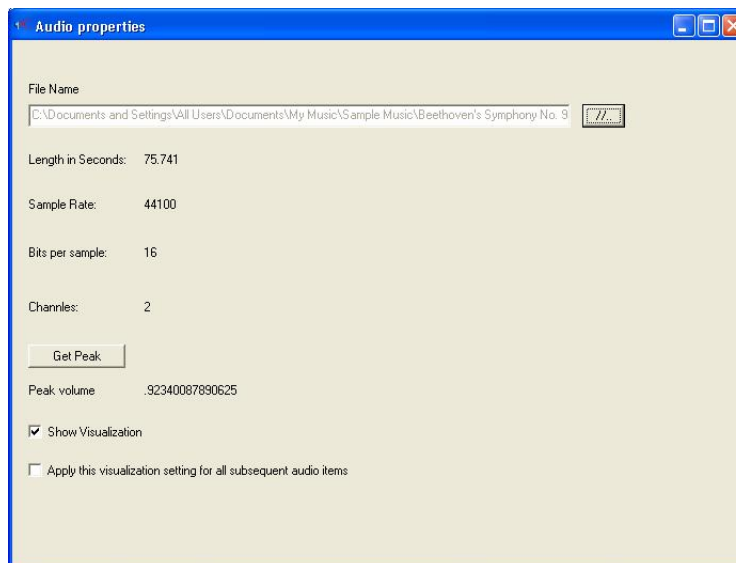 Audio properties
File Name
C:\Documents and Settings\All Users\Documents\My Music\Sample Music\Beethoven's Symphony No. 9
//..
Length in Seconds: 75.741
Sample Rate: 44100
Bits per sample: 16
Channles: 2
Get Peak
Peak volume .92340087890625
Show Visualization
Apply this visualization setting for all subsequent audio items